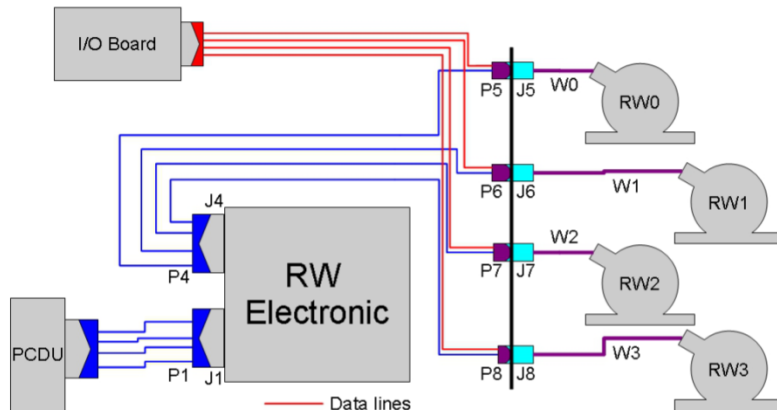 I/O Board
P5
J5
W0
RW0
P6
J6
W1
RW1
J4
P4
RW
Electronic
P7
J7
W2
RW2
PCDU
P1
J1
P8
J8
W3
RW3
Data lines